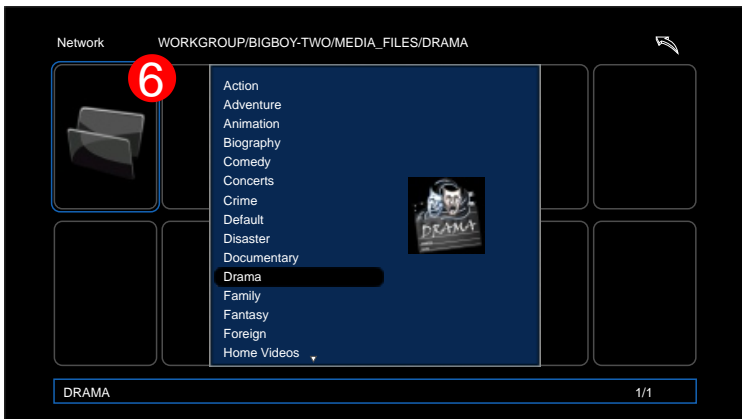 Network WORKGROUP/BIGBOY-TWO/MEDIA_FILES/DRAMA
6
Action
Adventure
Animation
Biography
Comedy
Concerts
Crime
Default
Disaster
Documentary
Drama
Family
Fantasy
Foreign
Home Videos
DRAMA
DRAMA 1/1